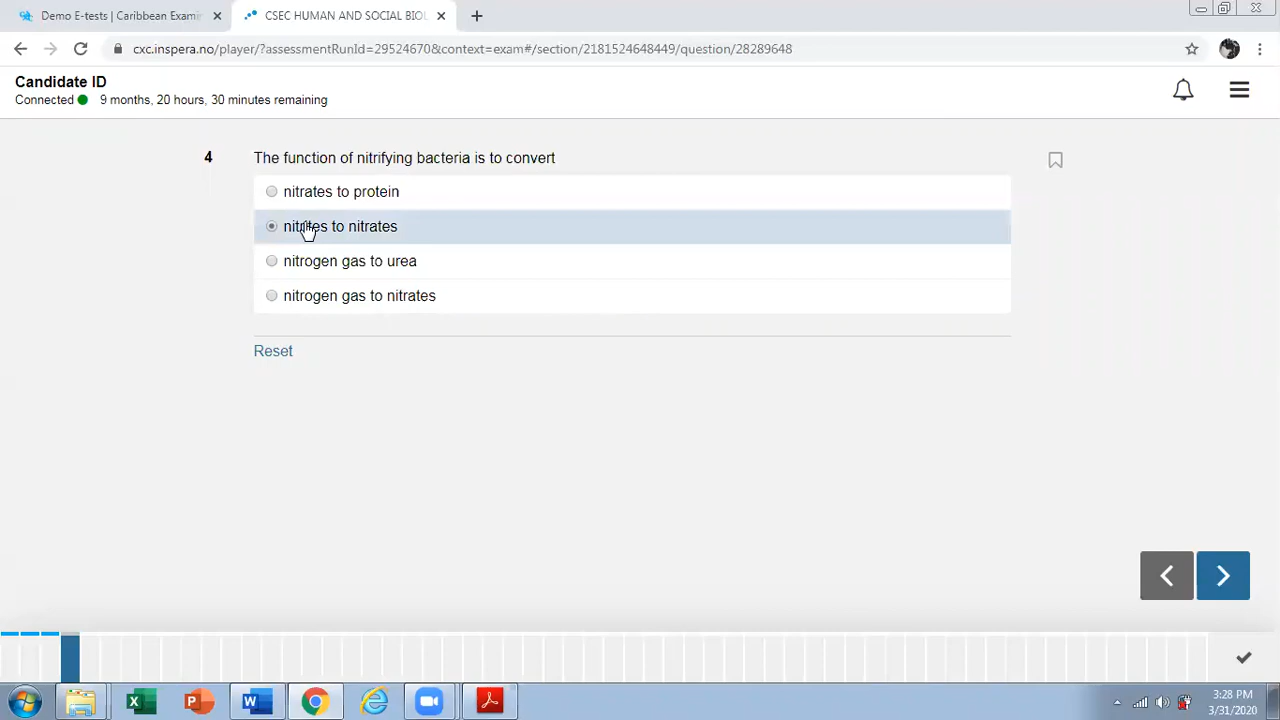 Demo E-tests | Caribbean Exami
CSEC HUMAN AND SOCIAL BIOL
cxc.inspera.no/player/?assessmentRunId=29524670&context=exam#/section/2181524648449/question/28289648
Candidate ID
Connected 9 months, 20 hours, 30 minutes remaining
4 The function of nitrifying bacteria is to convert
nitrates to protein
nitrites to nitrates
nitrogen gas to urea
nitrogen gas to nitrates
Reset
3:28 PM
3/31/2020